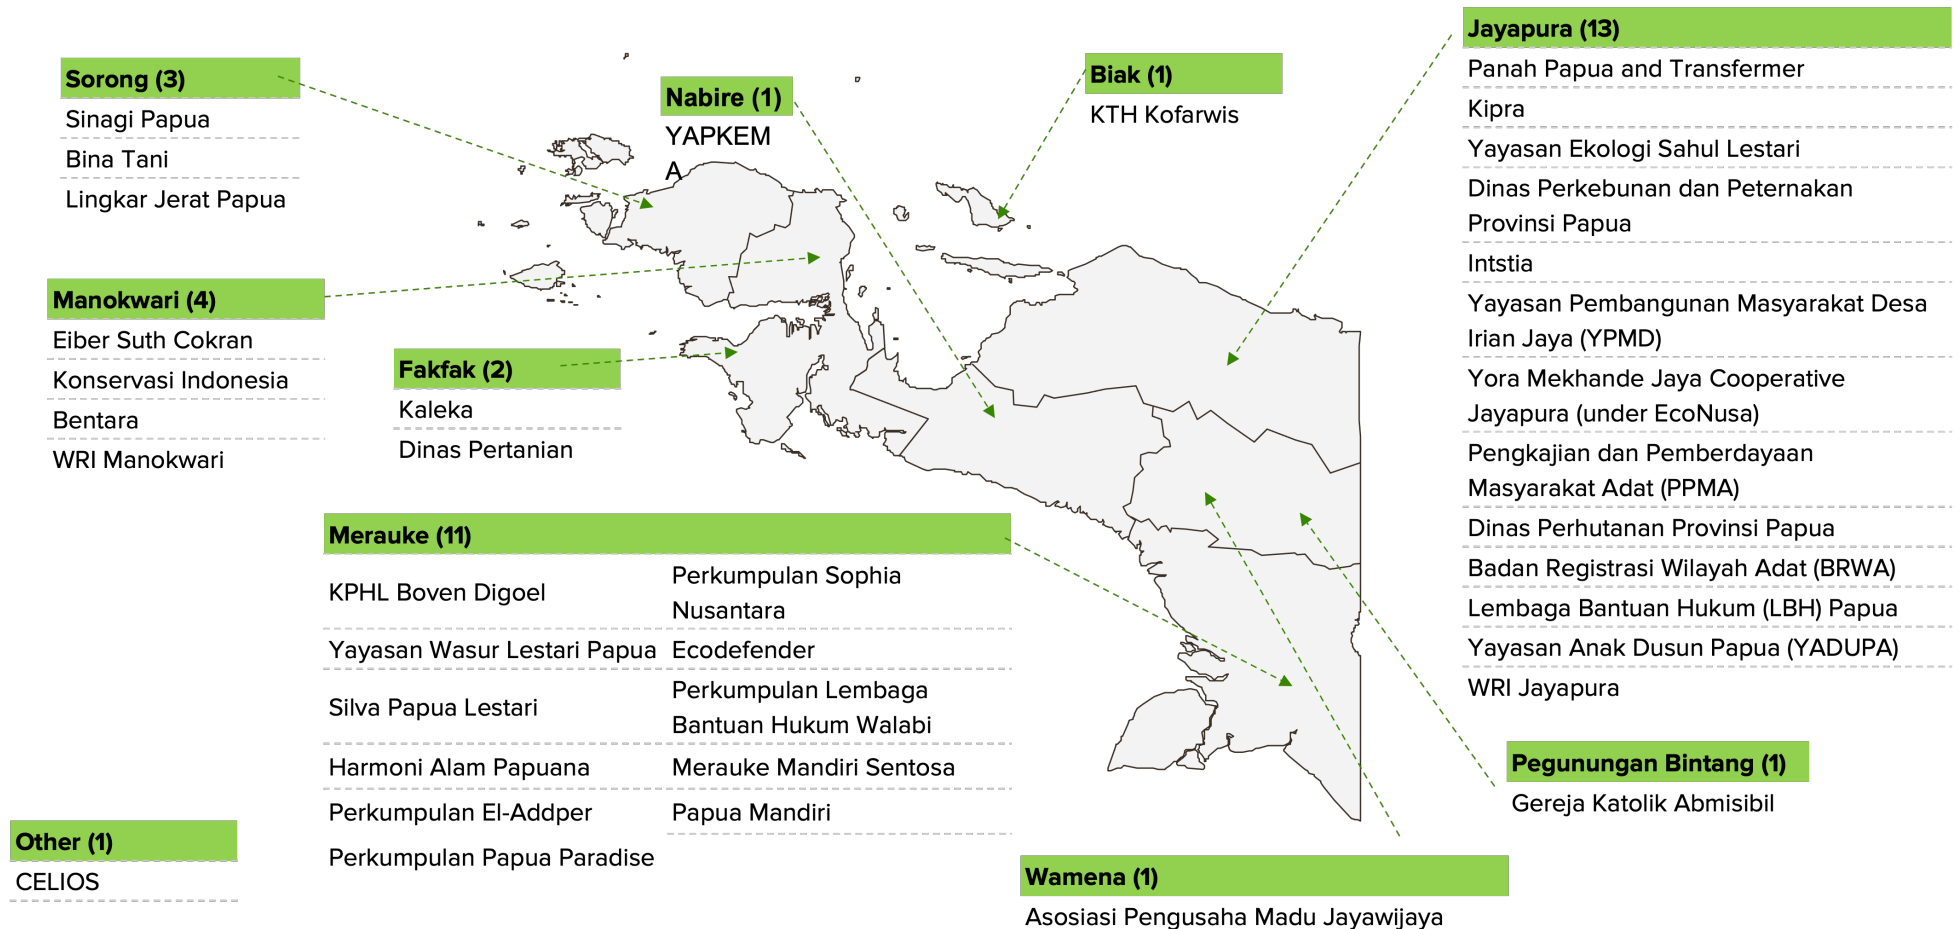 Sorong (3)
Sinagi Papua
Bina Tani
Lingkar Jerat Papua
Manokwari (4)
Eiber Suth Cokran
Konservasi Indonesia
Bentara
WRI Manokwari
Nabire (1)
YAPKEM
A
Fakfak (2)
Kaleka
Dinas Pertanian
Biak (1)
KTH Kofarwis
Jayapura (13)
Panah Papua and Transfermer
Kipra
Yayasan Ekologi Sahul Lestari
Dinas Perkebunan dan Peternakan
Provinsi Papua
Intstia
Yayasan Pembangunan Masyarakat Desa
Irian Jaya (YPMD)
Yora Mekhande Jaya Cooperative
Jayapura (under EcoNusa)
Pengkajian dan Pemberdayaan
Masyarakat Adat (PPMA)
Dinas Perhutanan Provinsi Papua
Badan Registrasi Wilayah Adat (BRWA)
Lembaga Bantuan Hukum (LBH) Papua
Yayasan Anak Dusun Papua (YADUPA)
WRI Jayapura
Merauke (11)
KPHL Boven Digoel
Yayasan Wasur Lestari Papua
Silva Papua Lestari
Harmoni Alam Papuana
Perkumpulan El-Addper
Perkumpulan Papua Paradise
Perkumpulan Sophia
Nusantara
Ecodefender
Perkumpulan Lembaga
Bantuan Hukum Walabi
Merauke Mandiri Sentosa
Papua Mandiri
Pegunungan Bintang (1)
Gereja Katolik Abmisibil
Wamena (1)
Asosiasi Pengusaha Madu Jayawijaya
Other (1)
CELIOS